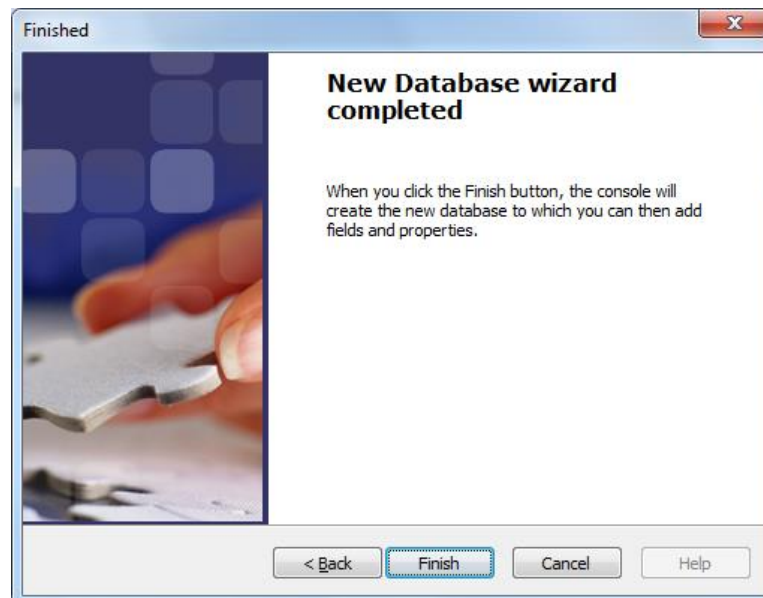 Finished
New Database wizard
completed
When you click the Finish button, the console will
create the new database to which you can then add
fields and properties.
< Back
Finish
Cancel
Help